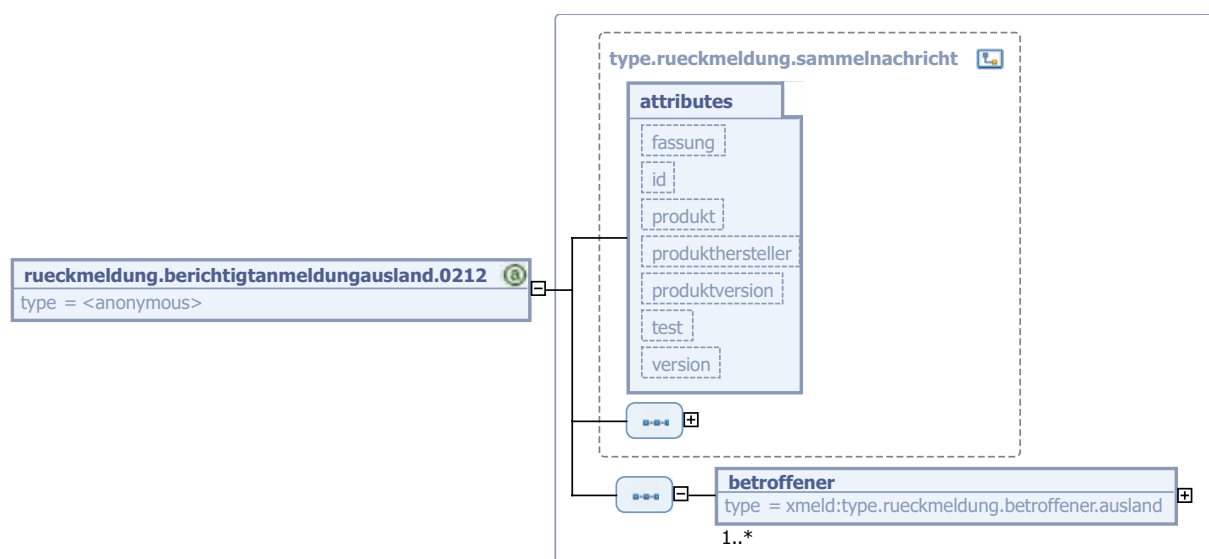 type.rueckmeldung.sammelnachricht
attributes
fassung
id
produkt
produkthersteller
produktversion
test
version
rueckmeldung.berichtigtanmeldungausland.0212
type = <anonymous>
betroffener
type = xmeld:type.rueckmeldung.betroffener.ausland
1..*